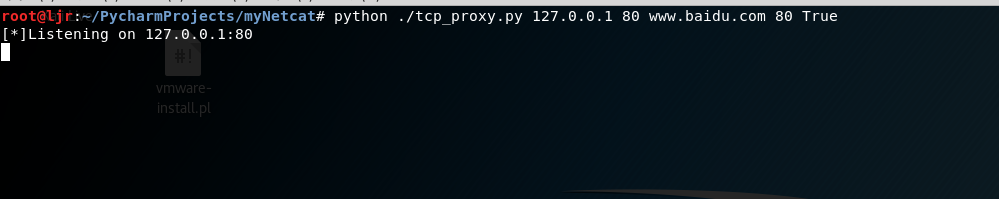 root@ljr:~/PycharmProjects/myNetcat# python ./tcp_proxy.py 127.0.0.1 80 www.baidu.com 80 True
[*]Listening on 127.0.0.1:80
#!
vmware-
install.pl